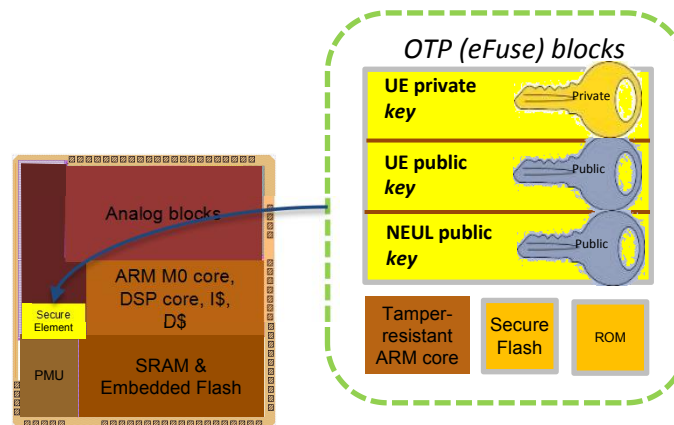 OTP (eFuse) blocks
UE private
key
Private
UE public
key
Public
NEUL public
key
Public
Tamper-
resistant
ARM core
Secure
Flash
ROM
Analog blocks
ARM M0 core,
DSP core, I$,
D$
Secure
Element
PMU
SRAM &
Embedded Flash